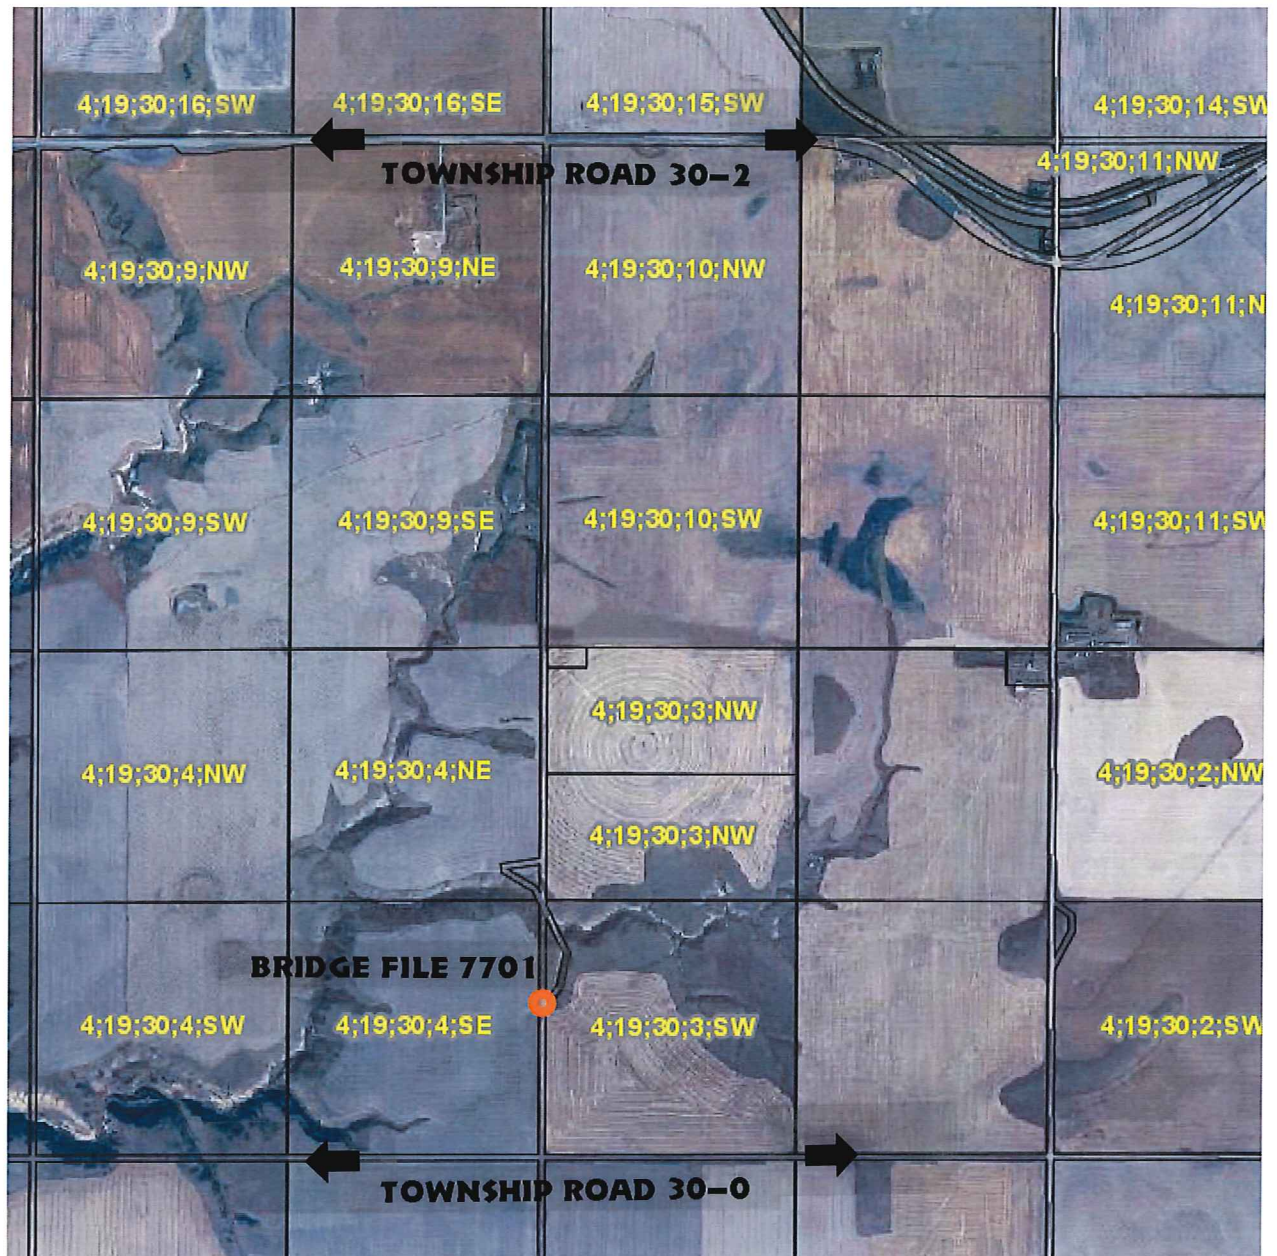 4;19;30;16;SW
4;19;30;16;SE
4;19;30;15;SW
4;19;30;14;SW
TOWNSHIP ROAD 30-2
4;19;30;11;NW
4;19;30;9;NW
4;19;30;9;NE
4;19;30;10;NW
4;19;30;11;N
4;19;30;9;SW
4;19;30;9;SE
4;19;30;10;SW
4;19;30;11;SW
4;19;30;3;NW
4;19;30;4;NW
4;19;30;4;NE
4;19;30;2;NW
4;19;30;3;NW
BRIDGE FILE 7701
4;19;30;4;SW
4;19;30;4;SE
4;19;30;3;SW
4;19;30;2;SW
TOWNSHIP ROAD 30-0